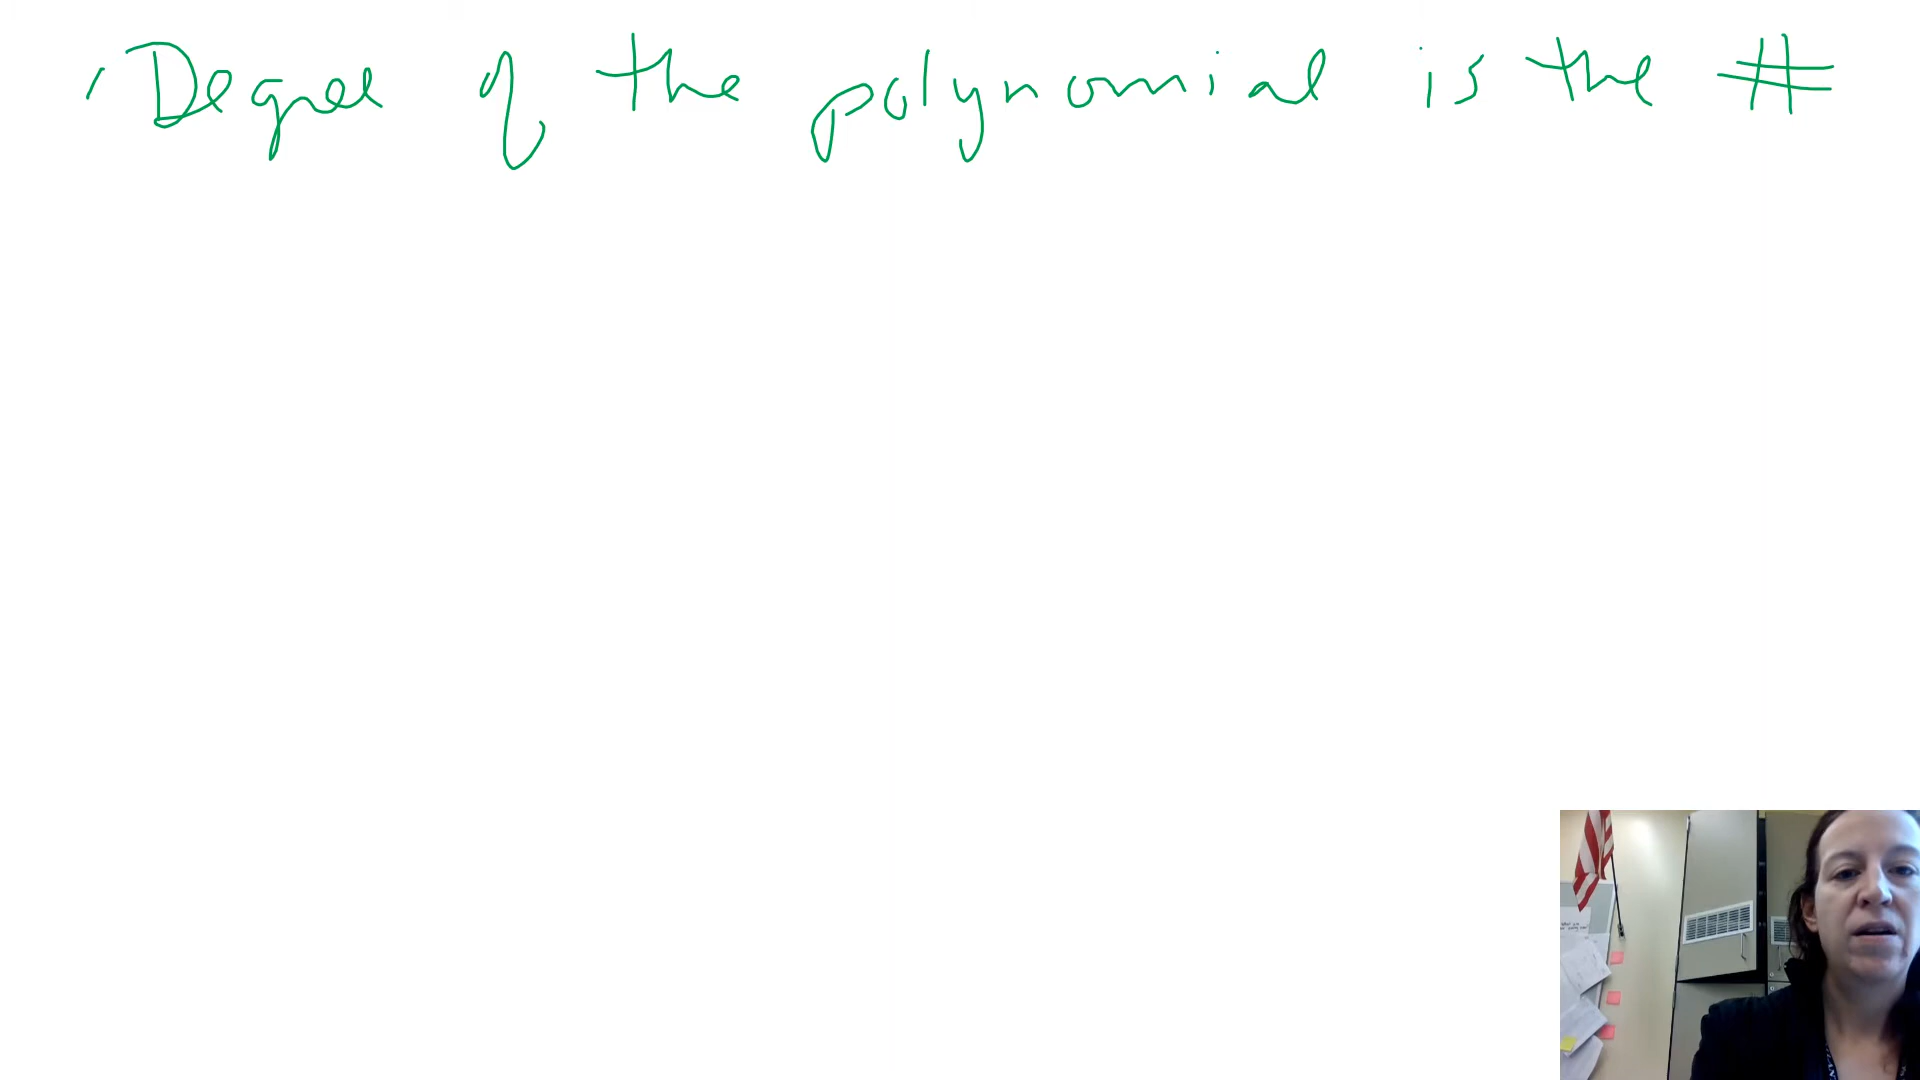 Degree of the polynomial is the #